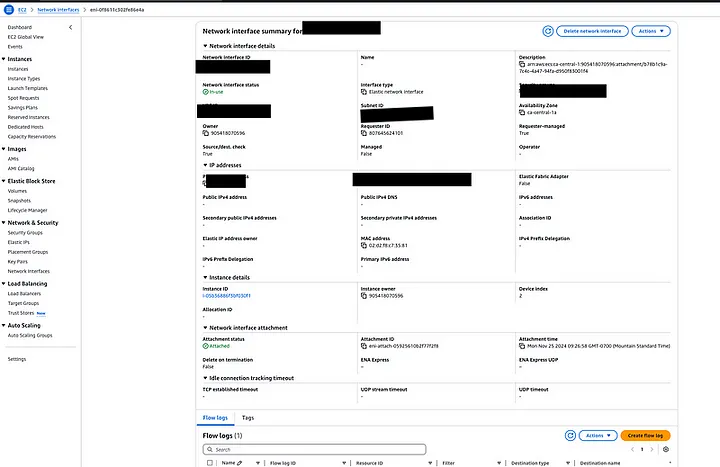 EC2 > Network interfaces > eni-0f8611c302fe86e4a
Dashboard
EC2 Global View
Events
Instances
Instances
Instance Types
Launch Templates
Spot Requests
Savings Plans
Reserved Instances
Dedicated Hosts
Capacity Reservations
Images
AMIs
AMI Catalog
Elastic Block Store
Volumes
Snapshots
Lifecycle Manager
Network & Security
Security Groups
Elastic IPs
Placement Groups
Key Pairs
Network Interfaces
Load Balancing
Load Balancers
Target Groups
Trust Stores New
Auto Scaling
Auto Scaling Groups
Settings
Network interface summary for
Delete network interface
Actions
Network interface details
Network interface ID
Name
-
Description
arn:aws:ecs:ca-central-1:905418070596:attachment/b78b1c9a-
7c4c-4a47-94fa-d950f83001f4
Network interface status
In-use
Interface type
Elastic network interface
Subnet ID
Availability Zone
ca-central-1a
Owner
905418070596
Requester ID
807645624101
Requester-managed
True
Source/dest. check
True
Managed
False
Operator
-
IP addresses
Elastic Fabric Adapter
False
Public IPv4 address
-
Public IPv4 DNS
-
IPv6 addresses
-
Secondary public IPv4 addresses
-
Secondary private IPv4 addresses
-
Association ID
-
Elastic IP address owner
-
MAC address
02:d2:f8:c7:35:81
IPv4 Prefix Delegation
-
IPv6 Prefix Delegation
-
Primary IPv6 address
-
Instance details
Instance ID
Instance owner
905418070596
Device index
2
Allocation ID
-
Network interface attachment
Attachment status
Attached
Attachment ID
eni-attach-0592561062f77f2f8
Attachment time
Mon Nov 25 2024 09:26:58 GMT-0700 (Mountain Standard Time)
Delete on termination
False
ENA Express
-
ENA Express UDP
-
Idle connection tracking timeout
TCP established timeout
-
UDP stream timeout
-
UDP timeout
-
Flow logs
Tags
Flow logs (1)
Actions
Create flow log
Search
1
Name
Flow log ID
Resource ID
Filter
Destination type
Destination name